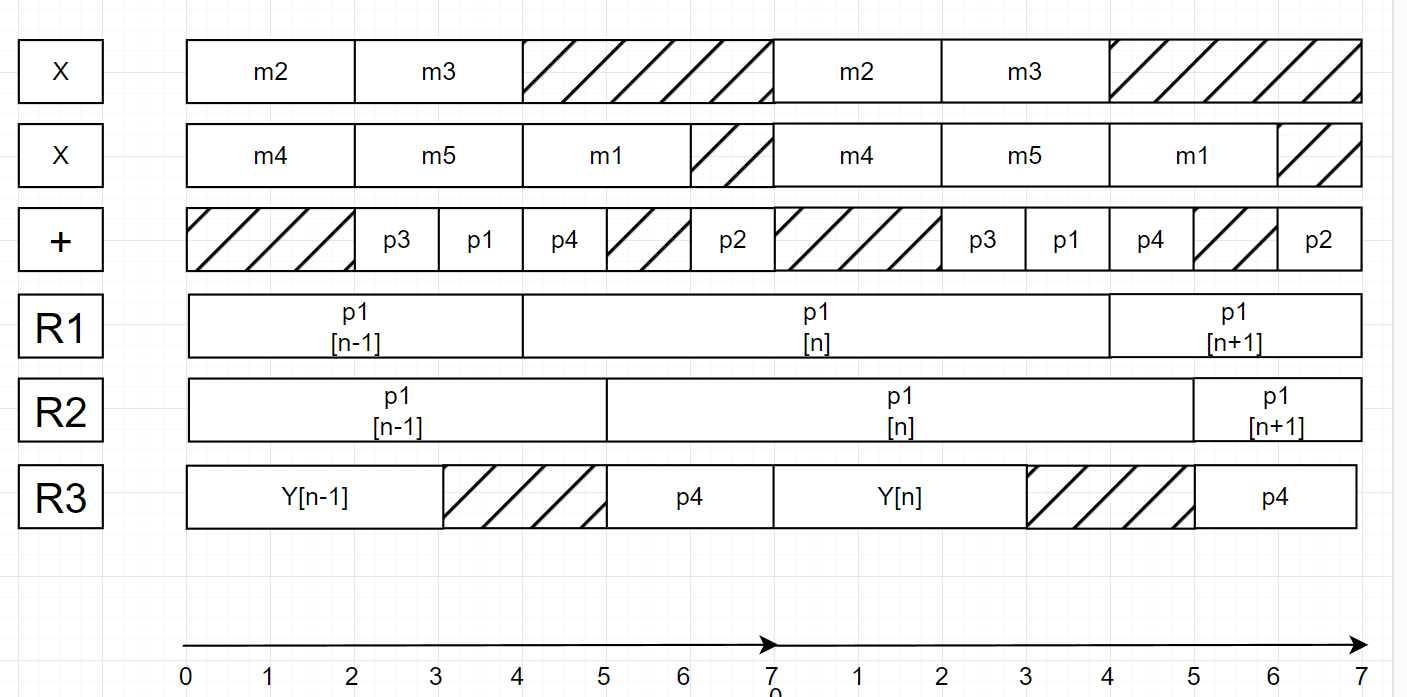 X m2 m3 m2 m3
X m4 m5 m1 m4 m5 m1
+ p3 p1 p4 p2 p3 p1 p4 p2
R1 p1 p1 p1
[n-1] [n] [n+1]
R2 p1 p1 p1
[n-1] [n] [n+1]
R3 Y[n-1] p4 Y[n] p4
0 1 2 3 4 5 6 7 1 2 3 4 5 6 7
0